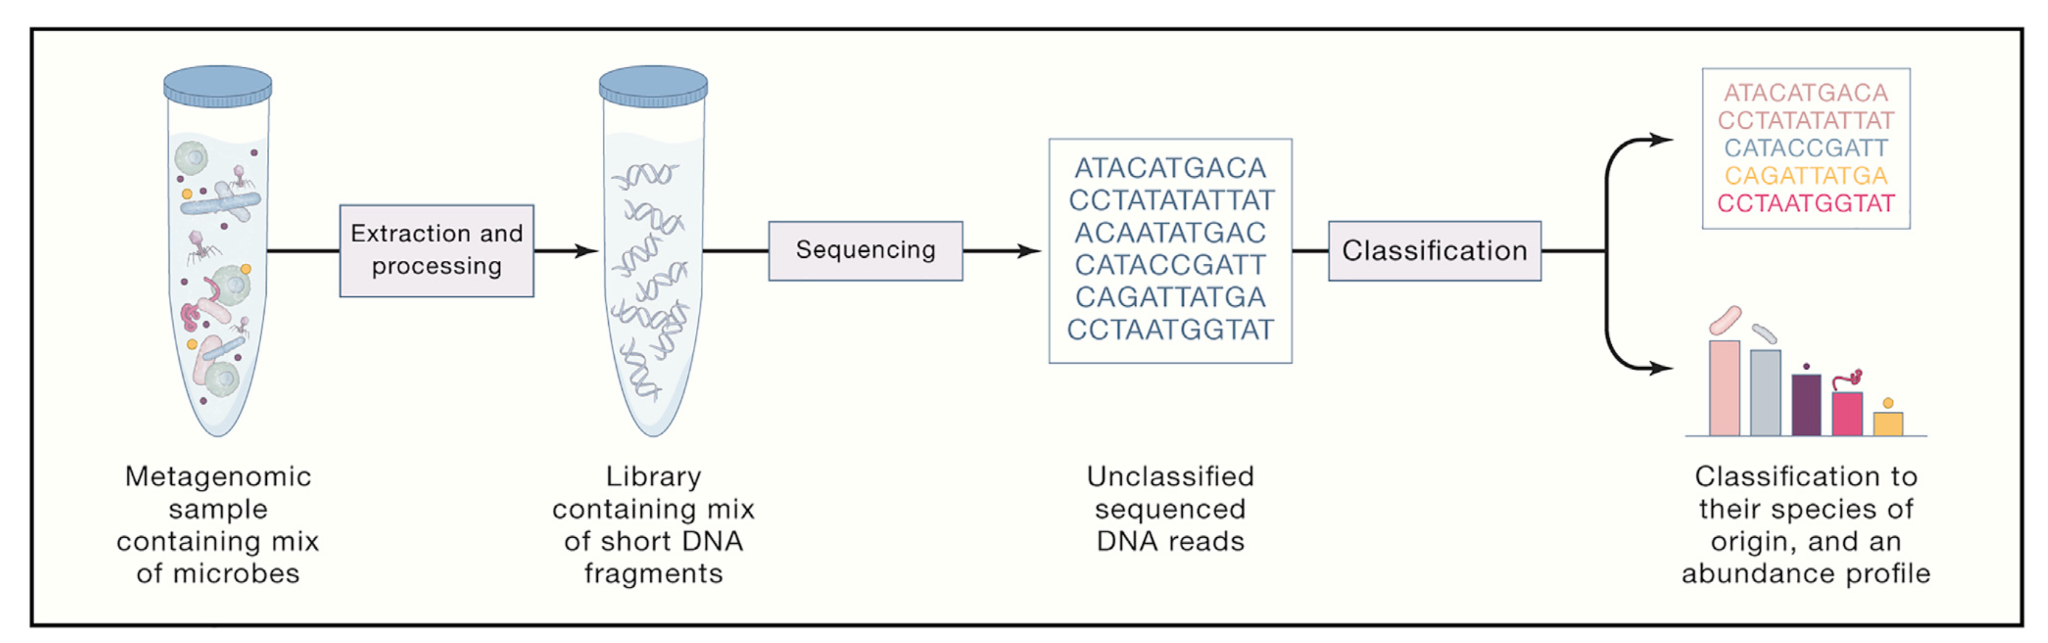 Metagenomic
sample
containing mix
of microbes
Extraction and
processing
Library
containing mix
of short DNA
fragments
Sequencing
ATACATGACA
CCTATATATTAT
ACAATATGAC
CATACCGATT
CAGATTATGA
CCTAATGGTAT
Unclassified
sequenced
DNA reads
Classification
ATACATGACA
CCTATATATTAT
CATACCGATT
CAGATTATGA
CCTAATGGTAT
Classification to
their species of
origin, and an
abundance profile